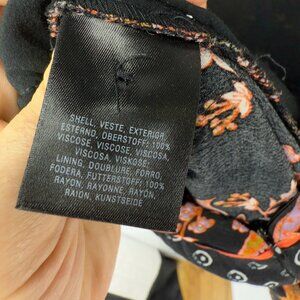 SHELL, VESTE, EXTERIOR,
ESTERNO, OBERSTOFF: 100%
VISCOSE, VISCOSE, VISCOSA,
VISCOSA, VISKOSE;
LINING, DOUBLURE, FORRO,
FODERA, FUTTERSTOFF: 100%
RAYON, RAYONNE, RAYON,
RAION, KUNSTSEIDE